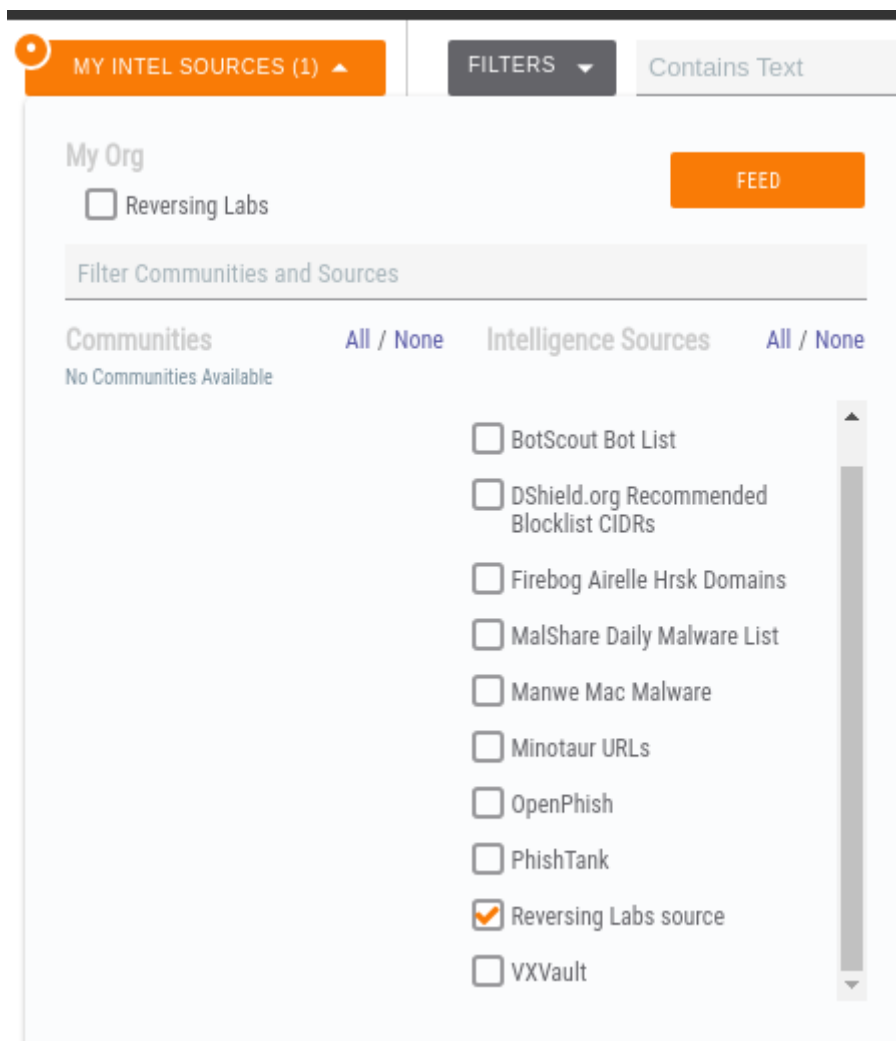 MY INTEL SOURCES (1)
FILTERS
Contains Text
My Org
Reversing Labs
FEED
Filter Communities and Sources
Communities
All / None
No Communities Available
Intelligence Sources
All / None
BotScout Bot List
DShield.org Recommended
Blocklist CIDRs
Firebog Airelle Hrsk Domains
MalShare Daily Malware List
Manwe Mac Malware
Minotaur URLs
OpenPhish
PhishTank
Reversing Labs source
VXVault